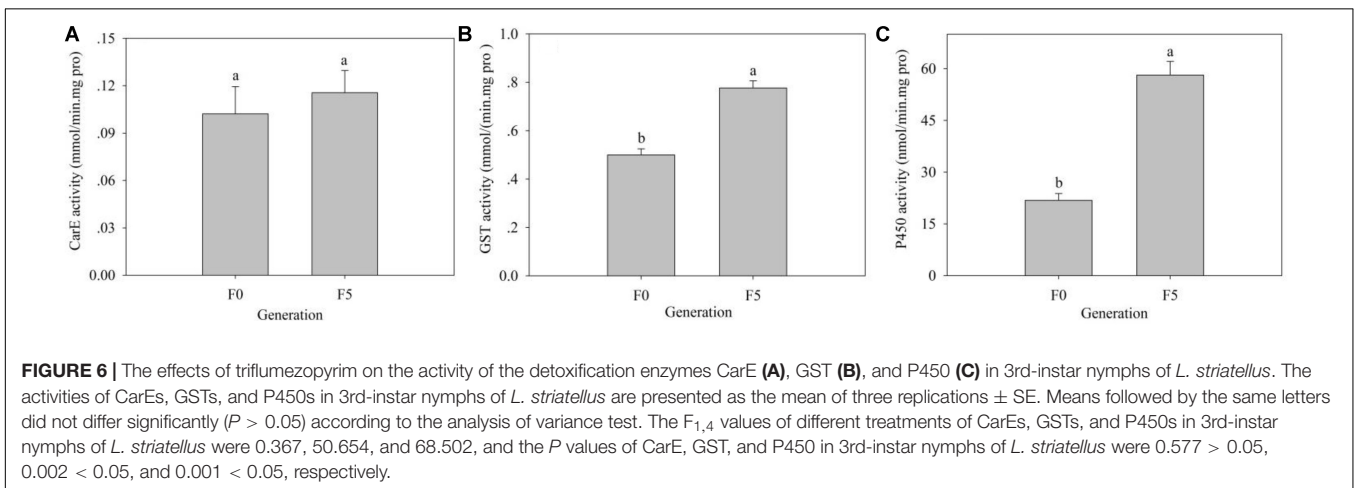 A
.15
.12
.09
.06
.03
0.00
CarE activity (mmol/min.mg pro)
a
a
F0
F5
Generation
B
1.0
.8
.6
.4
.2
0.0
GST activity (mmol/(min.mg pro )
b
a
F0
F5
Generation
C
60
45
30
15
0
P450 activity (nmol/min.mg pro)
b
a
F0
F5
Generation
FIGURE 6 | The effects of triflumezopyrim on the activity of the detoxification enzymes CarE (A), GST (B), and P450 (C) in 3rd-instar nymphs of L. striatellus. The
activities of CarEs, GSTs, and P450s in 3rd-instar nymphs of L. striatellus are presented as the mean of three replications ± SE. Means followed by the same letters
did not differ significantly (P > 0.05) according to the analysis of variance test. The F1,4 values of different treatments of CarEs, GSTs, and P450s in 3rd-instar
nymphs of L. striatellus were 0.367, 50.654, and 68.502, and the P values of CarE, GST, and P450 in 3rd-instar nymphs of L. striatellus were 0.577 > 0.05,
0.002 < 0.05, and 0.001 < 0.05, respectively.